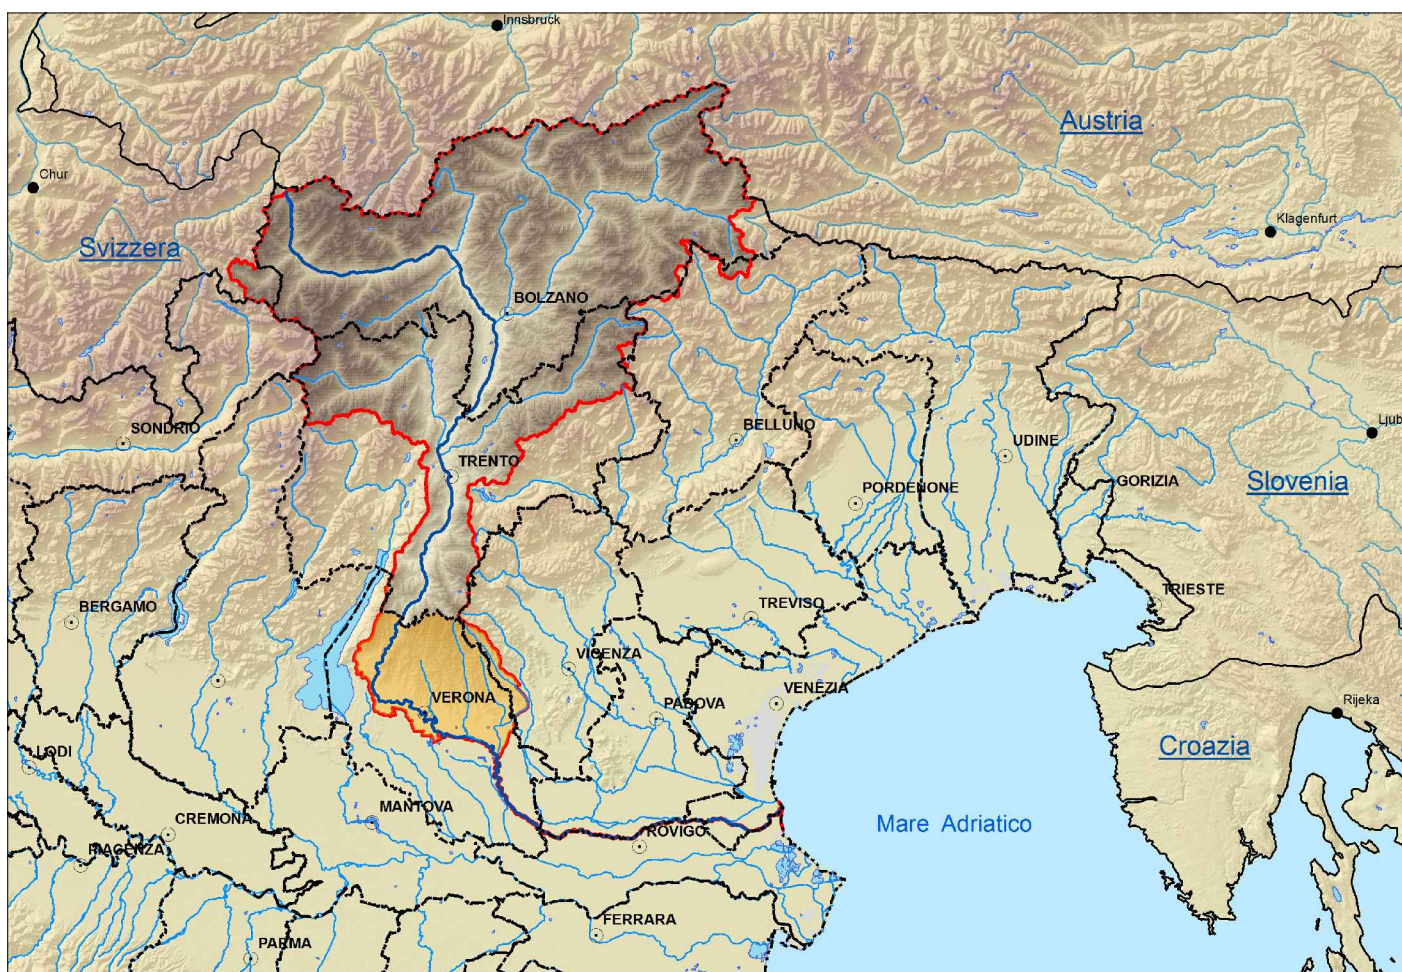 Innsbruck
Austria
Chur
Klagenfurt
Svizzera
BOLZANO
SONDRIO
BELLUNO
UDINE
Ljub
TRENTO
PORDENONE
GORIZIA
Slovenia
BERGAMO
TREVISO
TRIESTE
VICENZA
VERONA
VENEZIA
PADOVA
Rijeka
LODI
Croazia
MANTOVA
CREMONA
Mare Adriatico
ROVIGO
PIACENZA
FERRARA
PARMA